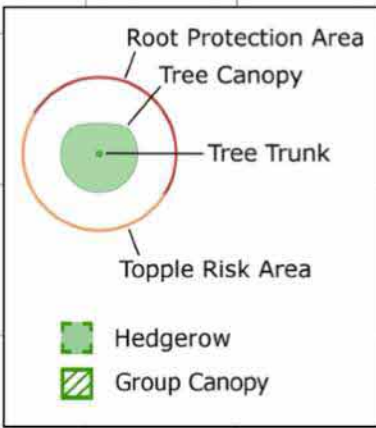 Root Protection Area
Tree Canopy
Tree Trunk
Topple Risk Area
Hedgerow
Group Canopy